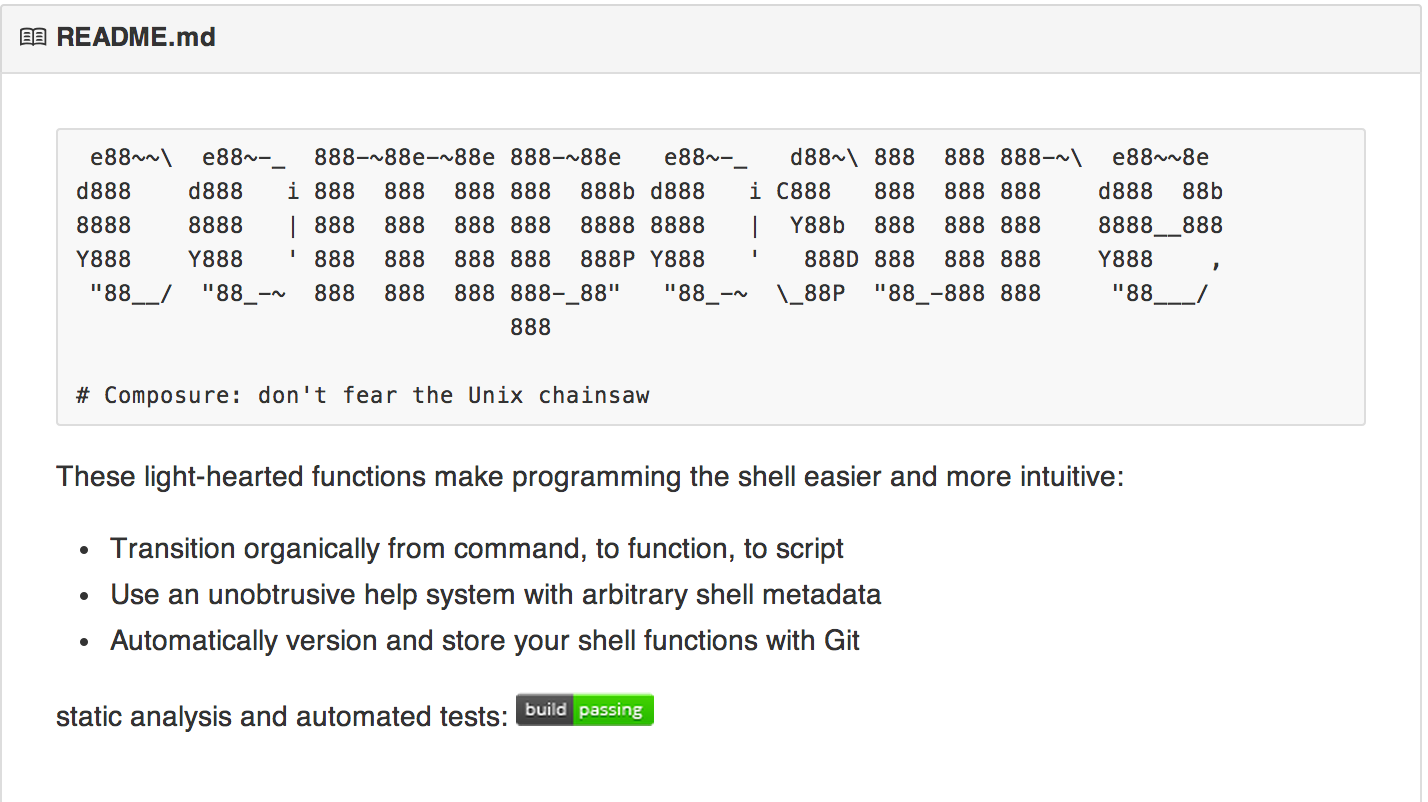 README.md
 e88~~\  e88~-_  888-~88e-~88e 888-~88e   e88~-_   d88~\ 888  888 888-~\  e88~~8e
d888    d888   i 888  888  888 888  888b d888   i C888   888  888 888    d888  88b
8888    8888   | 888  888  888 888  8888 8888   |  Y88b  888  888 888    8888__888
Y888    Y888   ' 888  888  888 888  888P Y888   '   888D 888  888 888    Y888    ,
 "88__/  "88_-~  888  888  888 888-_88"   "88_-~  \_88P  "88_-888 888     "88___/
                               888
# Composure: don't fear the Unix chainsaw
These light-hearted functions make programming the shell easier and more intuitive:
• Transition organically from command, to function, to script
• Use an unobtrusive help system with arbitrary shell metadata
• Automatically version and store your shell functions with Git
static analysis and automated tests: build passing